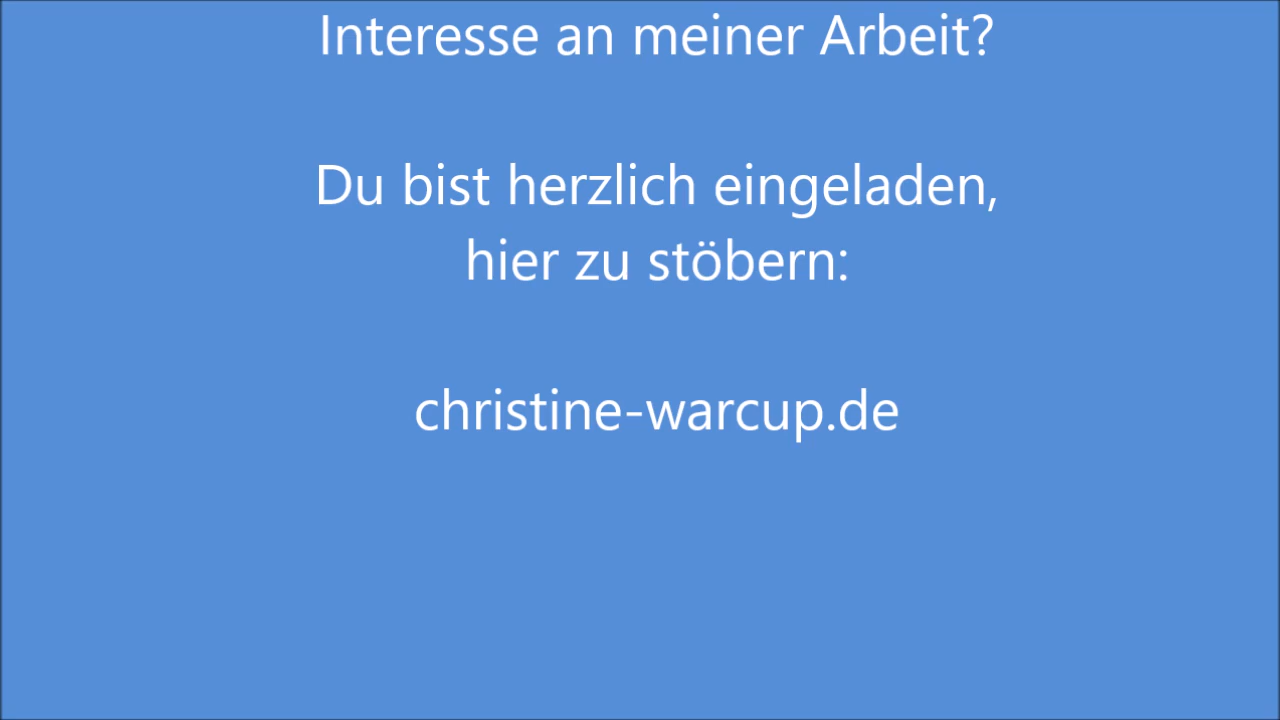 Interesse an meiner Arbeit?
Du bist herzlich eingeladen,
hier zu stöbern:
christine-warcup.de